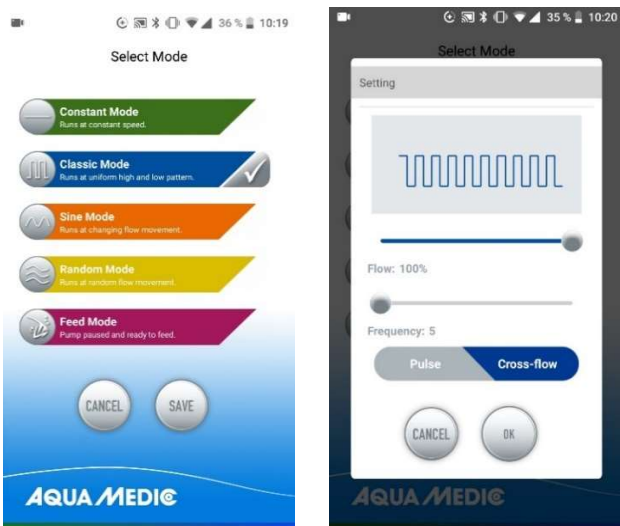 36 % 10:19
Select Mode
Constant Mode
Runs at constant speed.
Classic Mode
Runs at uniform high and low pattern.
Sine Mode
Runs at changing flow movement.
Random Mode
Runs at random flow movement.
Feed Mode
Pump paused and ready to feed.
CANCEL SAVE
AQUA MEDIC
35 % 10:20
Select Mode
Setting
Flow: 100%
Frequency: 5
Pulse Cross-flow
CANCEL OK
AQUA MEDIC